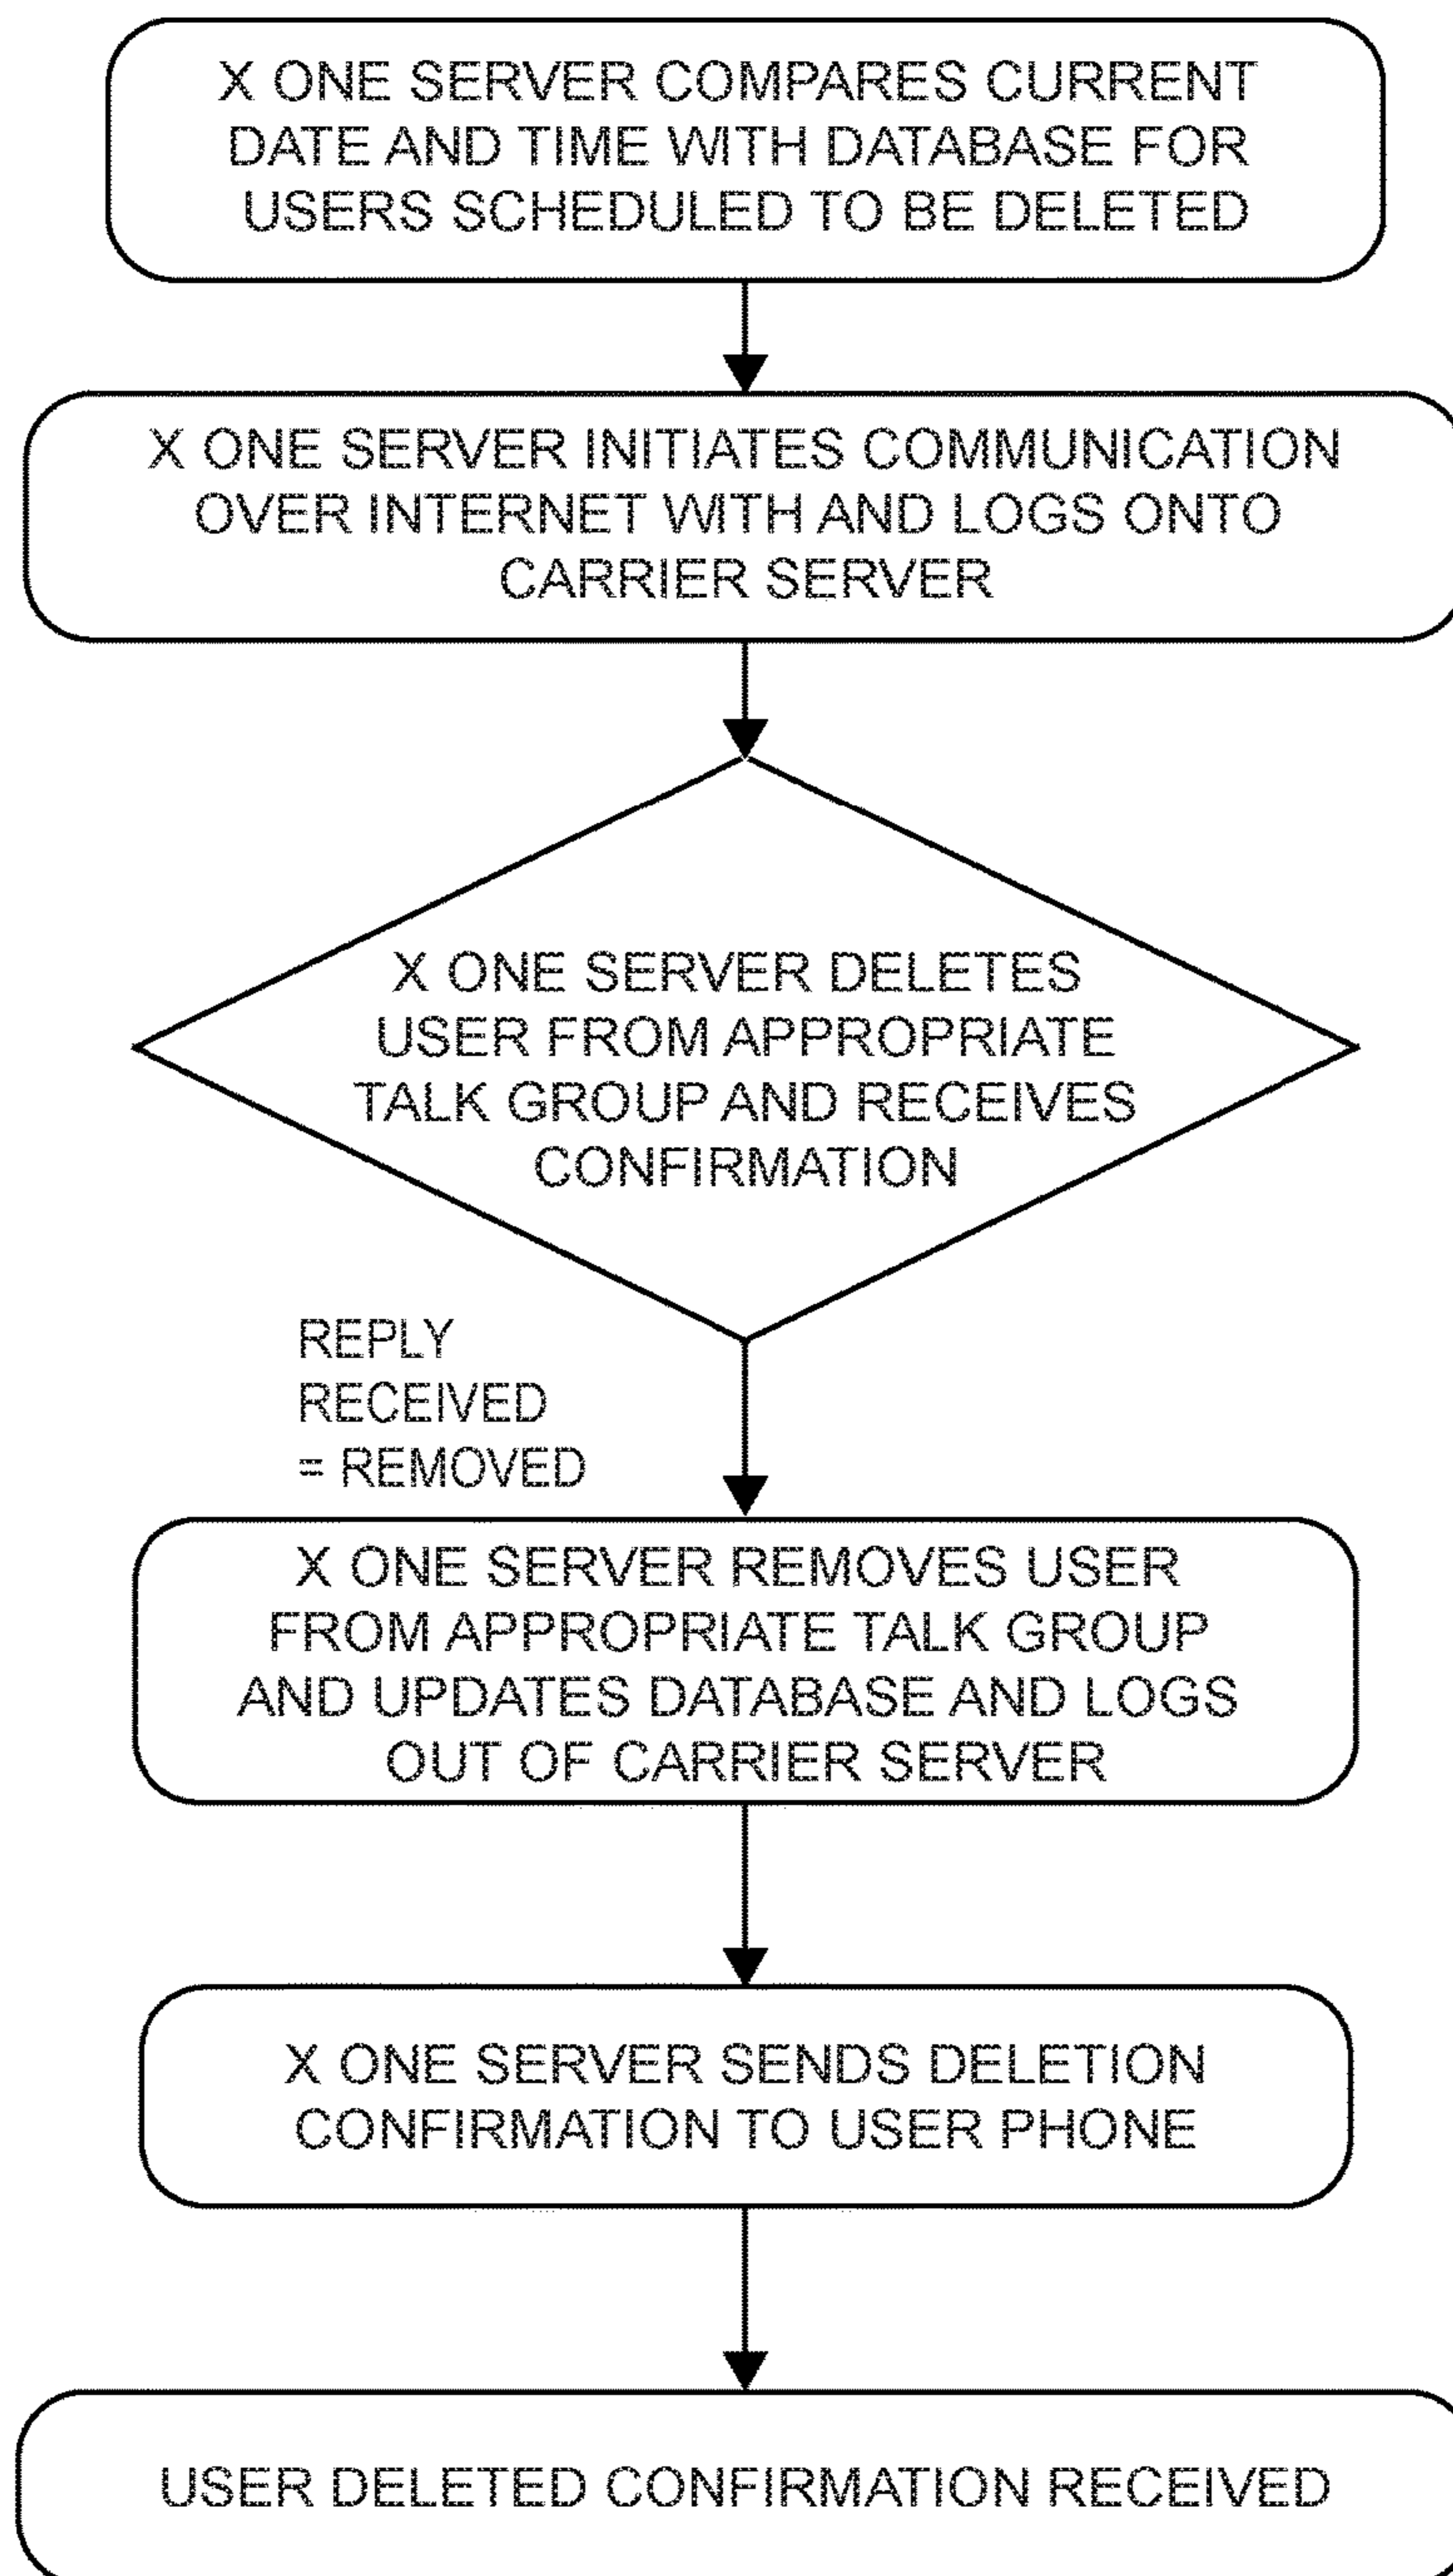 X ONE SERVER COMPARES CURRENT
DATE AND TIME WITH DATABASE FOR
USERS SCHEDULED TO BE DELETED
X ONE SERVER INITIATES COMMUNICATION
OVER INTERNET WITH AND LOGS ONTO
CARRIER SERVER
X ONE SERVER DELETES
USER FROM APPROPRIATE
TALK GROUP AND RECEIVES
CONFIRMATION
REPLY
RECEIVED
= REMOVED
X ONE SERVER REMOVES USER
FROM APPROPRIATE TALK GROUP
AND UPDATES DATABASE AND LOGS
OUT OF CARRIER SERVER
X ONE SERVER SENDS DELETION
CONFIRMATION TO USER PHONE
USER DELETED CONFIRMATION RECEIVED